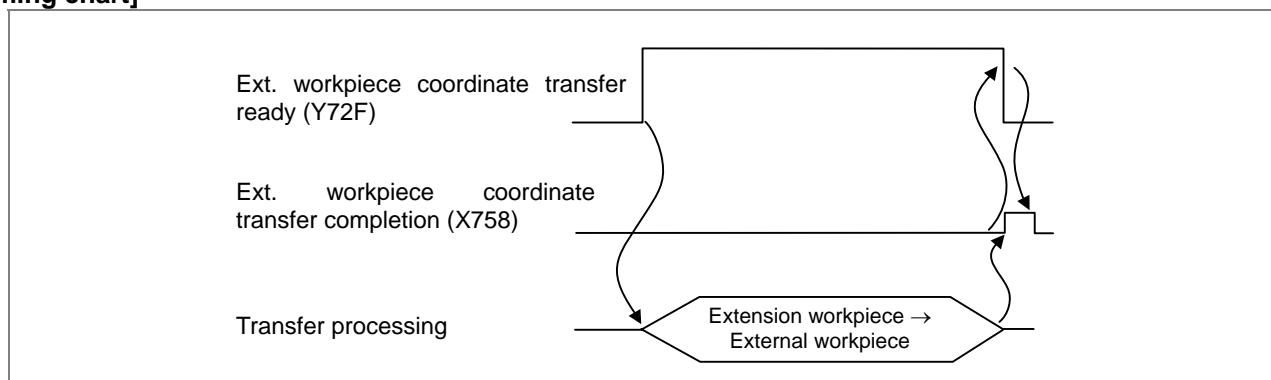 ning chart]
Ext. workpiece coordinate transfer
ready (Y72F)
Ext. workpiece coordinate
transfer completion (X758)
Transfer processing
Extension workpiece →
External workpiece